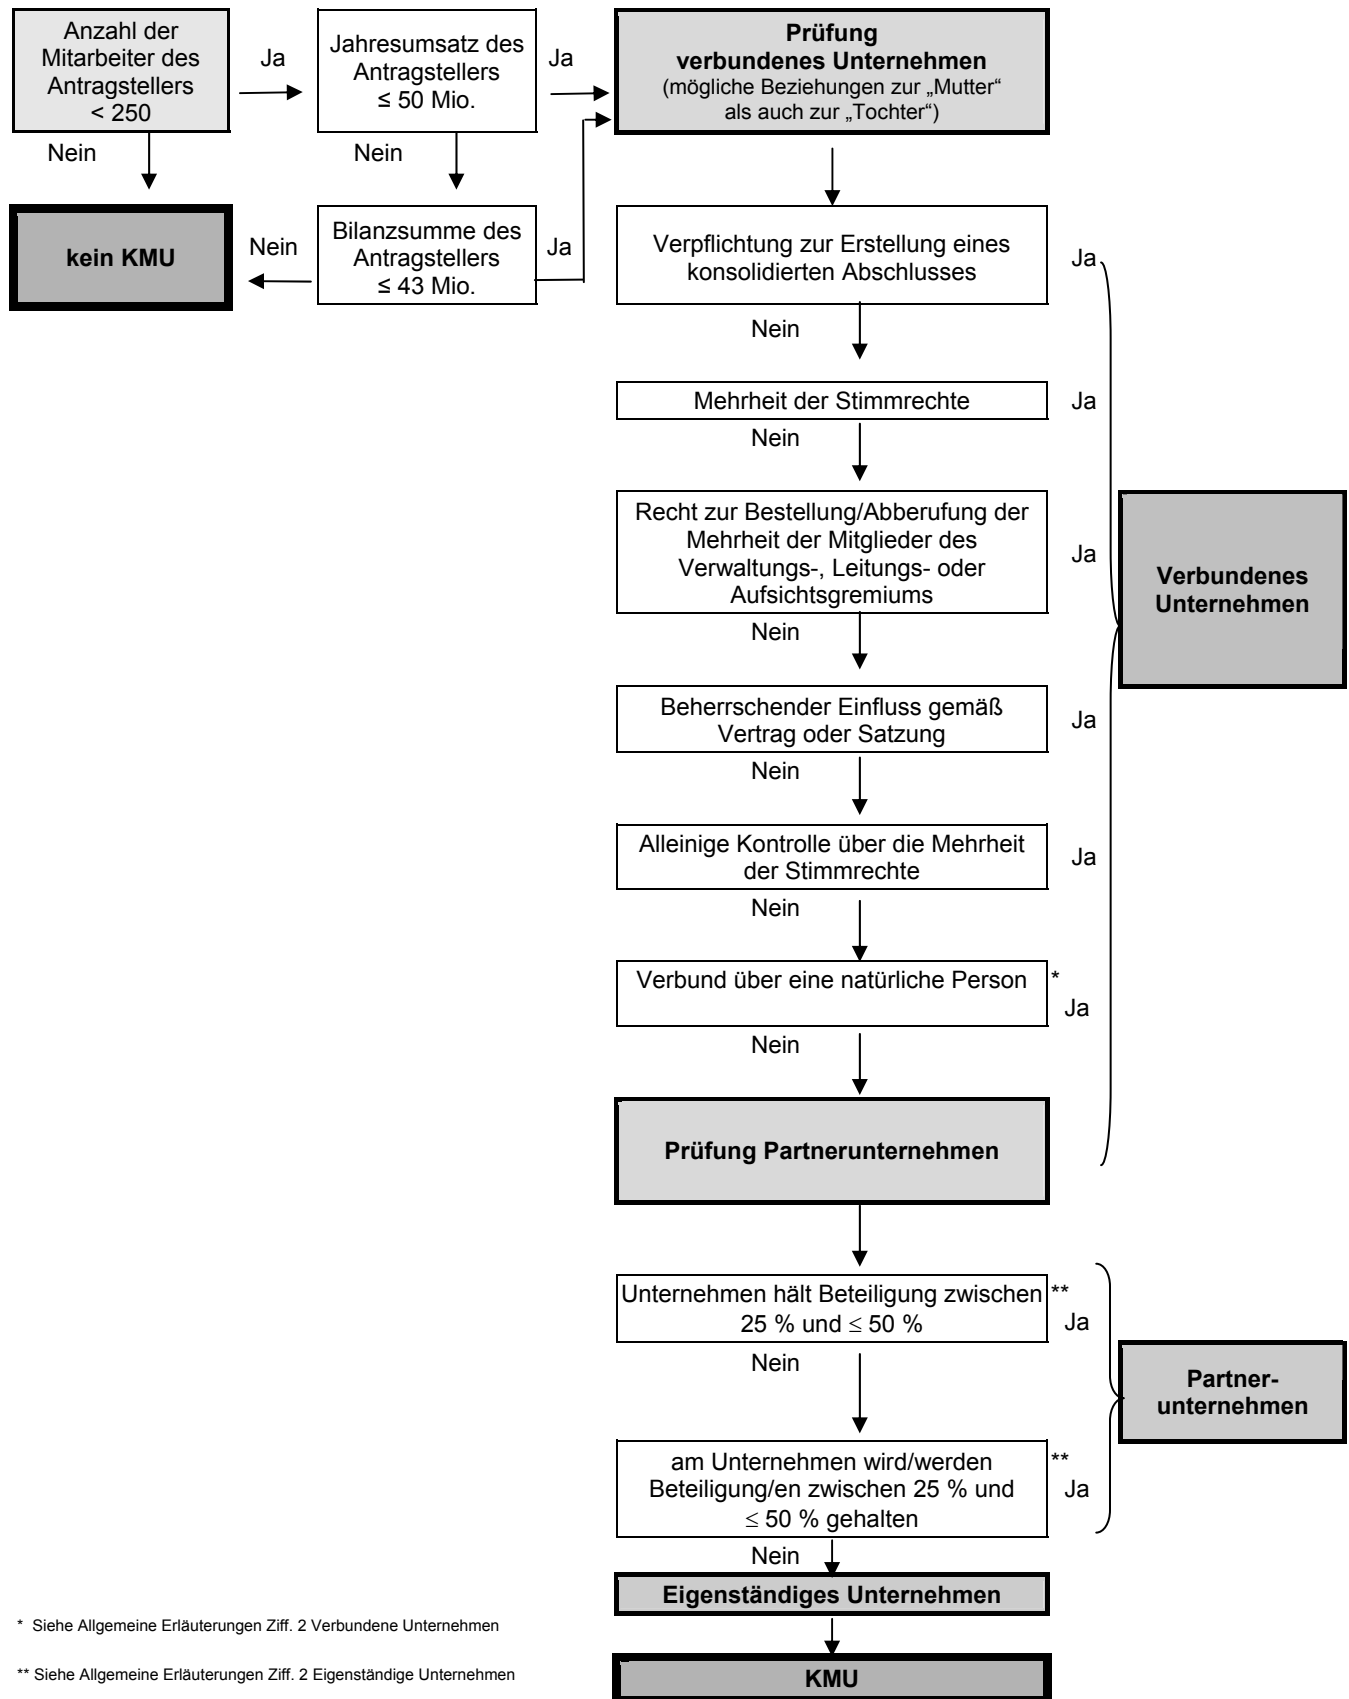 Anzahl der
Mitarbeiter des
Antragstellers
< 250
Ja
Jahresumsatz des
Antragstellers
≤ 50 Mio.
Ja
Prüfung
verbundenes Unternehmen
(mögliche Beziehungen zur „Mutter“
als auch zur „Tochter“)
Nein
Nein
kein KMU
Nein
Bilanzsumme des
Antragstellers
≤ 43 Mio.
Ja
Verpflichtung zur Erstellung eines
konsolidierten Abschlusses
Ja
Nein
Mehrheit der Stimmrechte
Ja
Nein
Recht zur Bestellung/Abberufung der
Mehrheit der Mitglieder des
Verwaltungs-, Leitungs- oder
Aufsichtsgremiums
Ja
Verbundenes
Unternehmen
Nein
Beherrschender Einfluss gemäß
Vertrag oder Satzung
Ja
Nein
Alleinige Kontrolle über die Mehrheit
der Stimmrechte
Ja
Nein
Verbund über eine natürliche Person
*
Ja
Nein
Prüfung Partnerunternehmen
Unternehmen hält Beteiligung zwischen
25 % und ≤ 50 %
**
Ja
Nein
Partner-
unternehmen
am Unternehmen wird/werden
Beteiligung/en zwischen 25 % und
≤ 50 % gehalten
**
Ja
Nein
Eigenständiges Unternehmen
* Siehe Allgemeine Erläuterungen Ziff. 2 Verbundene Unternehmen
** Siehe Allgemeine Erläuterungen Ziff. 2 Eigenständige Unternehmen
KMU